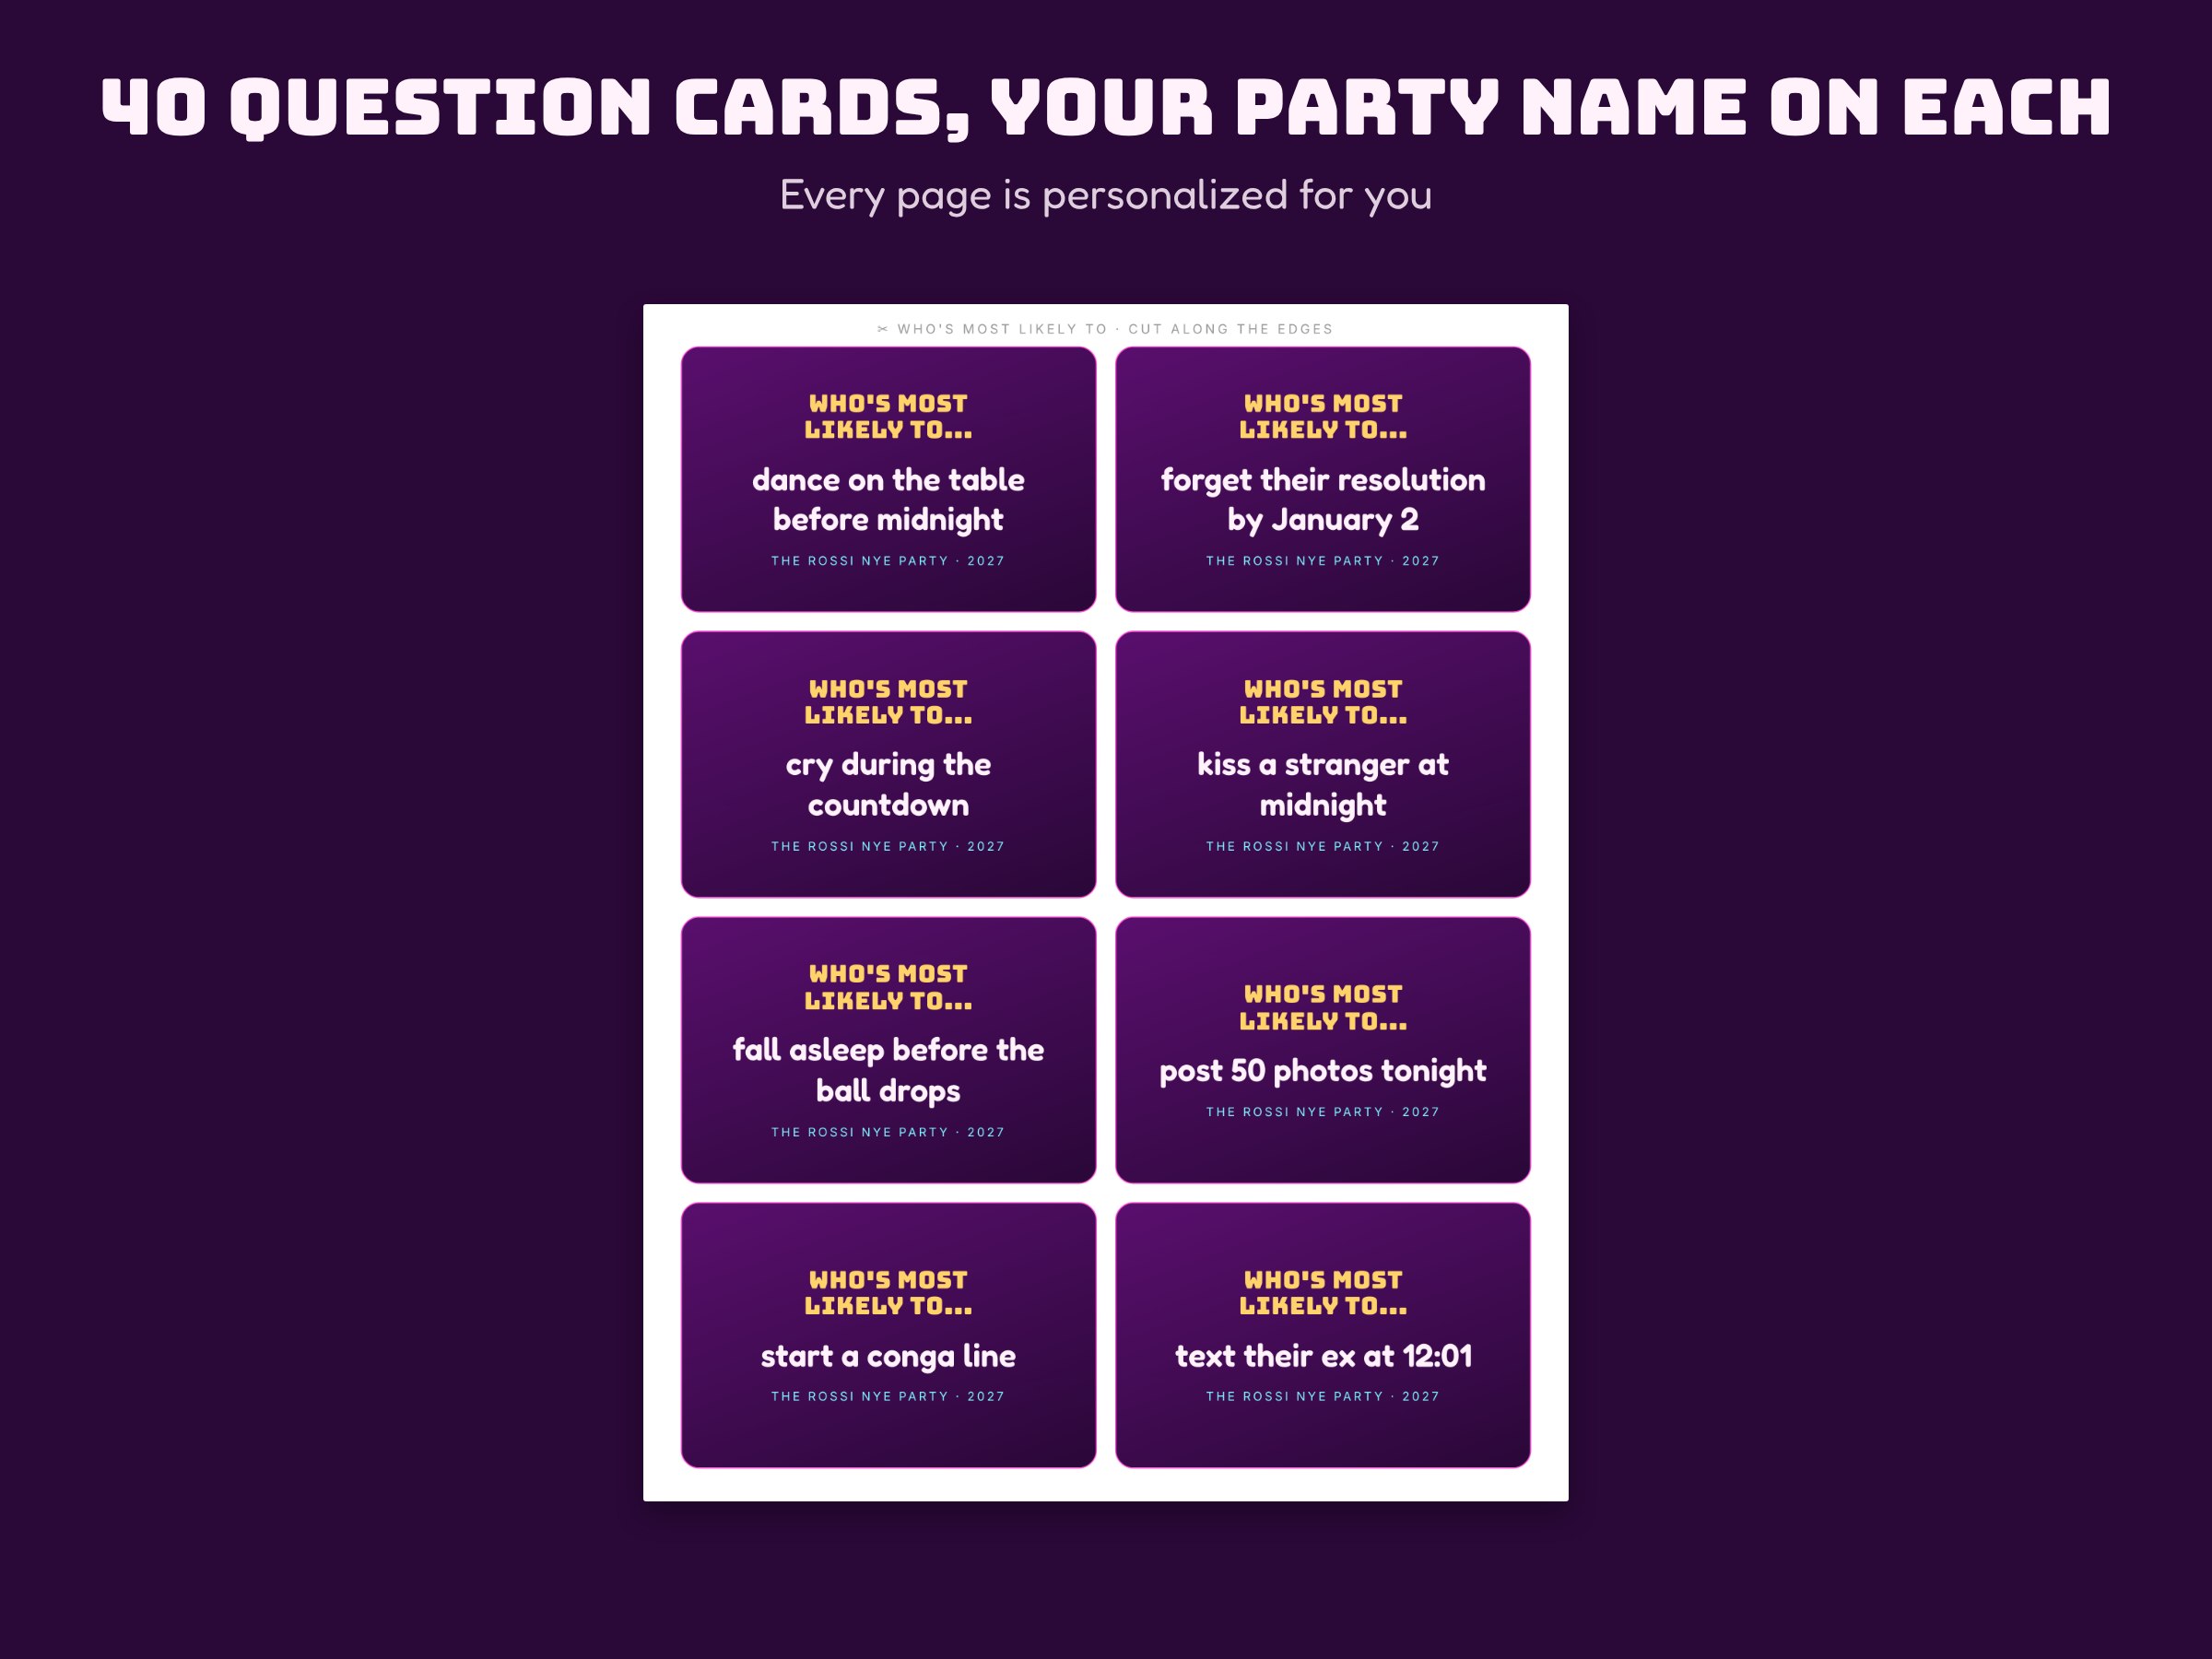 40 QUESTION CARDS, YOUR PARTY NAME ON EACH
Every page is personalized for you
✂ WHO'S MOST LIKELY TO · CUT ALONG THE EDGES
WHO'S MOST
LIKELY TO...
dance on the table
before midnight
THE ROSSI NYE PARTY · 2027
WHO'S MOST
LIKELY TO...
forget their resolution
by January 2
THE ROSSI NYE PARTY · 2027
WHO'S MOST
LIKELY TO...
cry during the
countdown
THE ROSSI NYE PARTY · 2027
WHO'S MOST
LIKELY TO...
kiss a stranger at
midnight
THE ROSSI NYE PARTY · 2027
WHO'S MOST
LIKELY TO...
fall asleep before the
ball drops
THE ROSSI NYE PARTY · 2027
WHO'S MOST
LIKELY TO...
post 50 photos tonight
THE ROSSI NYE PARTY · 2027
WHO'S MOST
LIKELY TO...
start a conga line
THE ROSSI NYE PARTY · 2027
WHO'S MOST
LIKELY TO...
text their ex at 12:01
THE ROSSI NYE PARTY · 2027